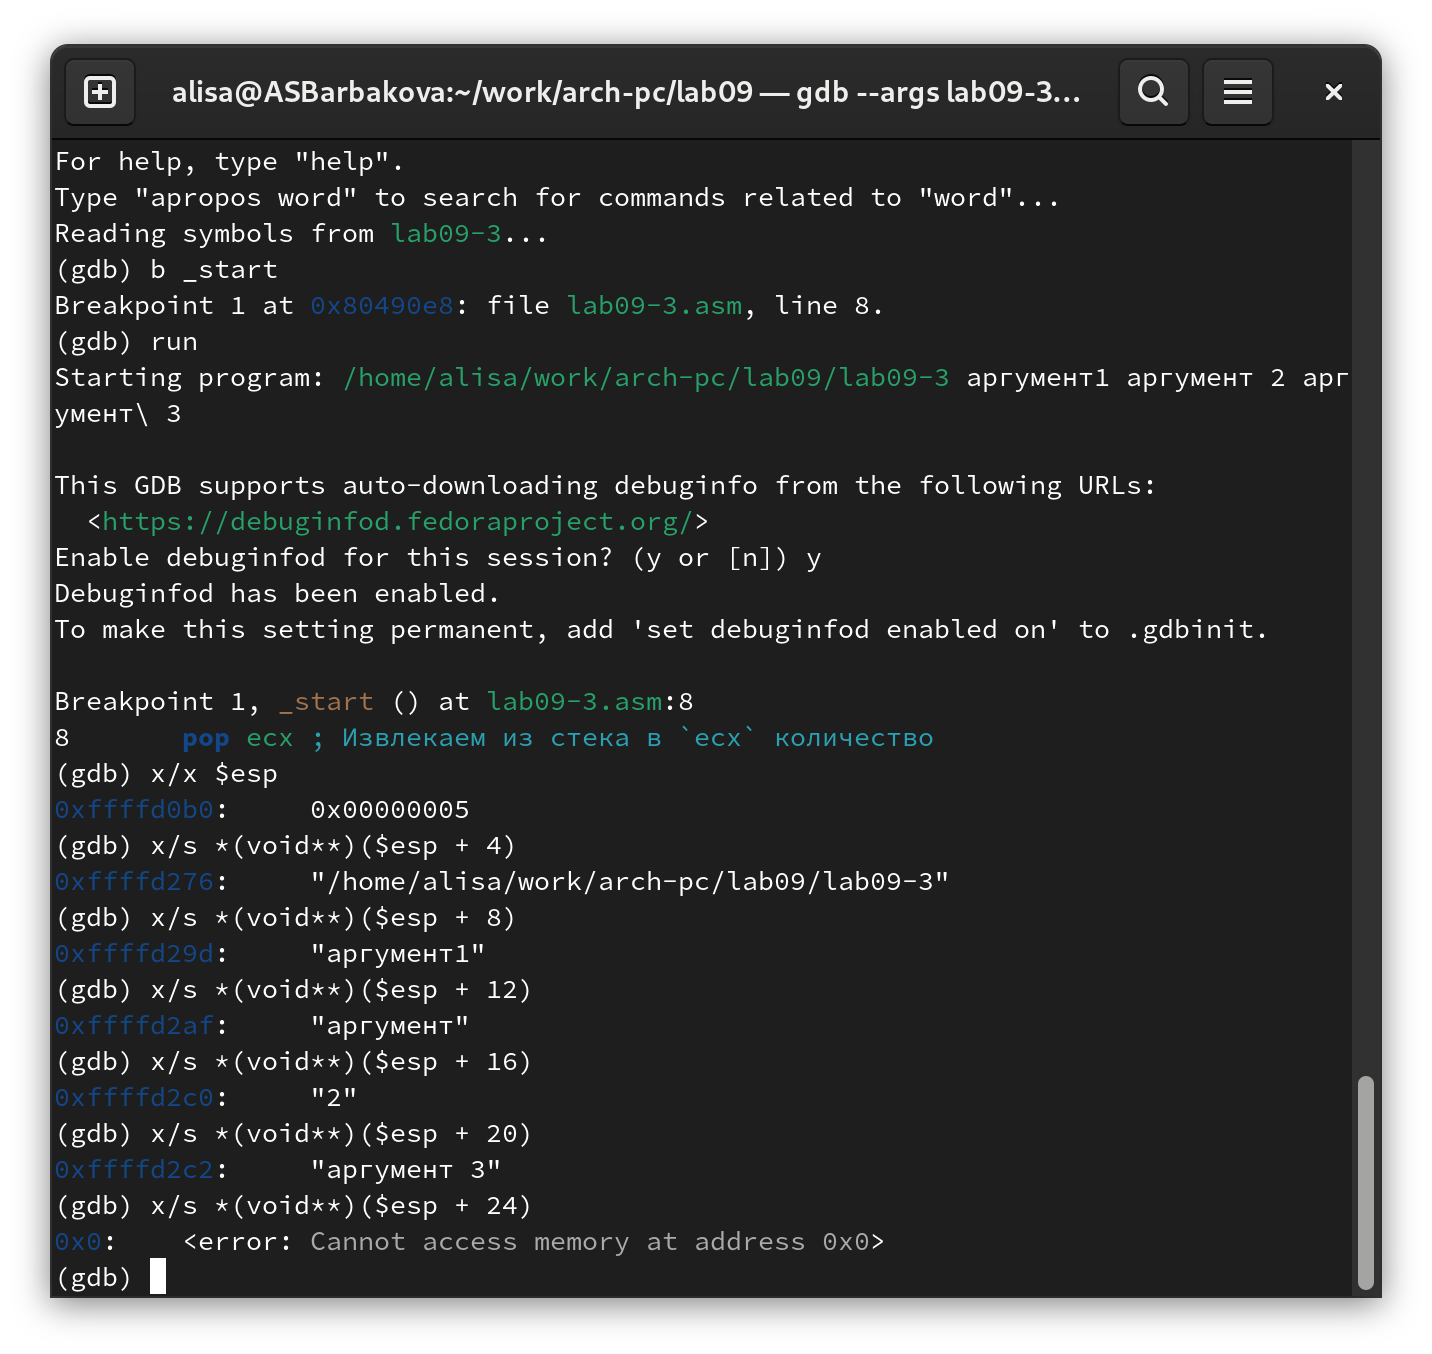 alisa@ASBarbakova:~/work/arch-pc/lab09 — gdb --args lab09-3…
For help, type "help".
Type "apropos word" to search for commands related to "word"...
Reading symbols from lab09-3...
(gdb) b _start
Breakpoint 1 at 0x80490e8: file lab09-3.asm, line 8.
(gdb) run
Starting program: /home/alisa/work/arch-pc/lab09/lab09-3 аргумент1 аргумент 2 арг
умент\ 3
This GDB supports auto-downloading debuginfo from the following URLs:
  <https://debuginfod.fedoraproject.org/>
Enable debuginfod for this session? (y or [n]) y
Debuginfod has been enabled.
To make this setting permanent, add 'set debuginfod enabled on' to .gdbinit.
Breakpoint 1, _start () at lab09-3.asm:8
8       pop ecx ; Извлекаем из стека в `ecx` количество
(gdb) x/x $esp
0xffffd0b0:     0x00000005
(gdb) x/s *(void**)($esp + 4)
0xffffd276:     "/home/alisa/work/arch-pc/lab09/lab09-3"
(gdb) x/s *(void**)($esp + 8)
0xffffd29d:     "аргумент1"
(gdb) x/s *(void**)($esp + 12)
0xffffd2af:     "аргумент"
(gdb) x/s *(void**)($esp + 16)
0xffffd2c0:     "2"
(gdb) x/s *(void**)($esp + 20)
0xffffd2c2:     "аргумент 3"
(gdb) x/s *(void**)($esp + 24)
0x0:    <error: Cannot access memory at address 0x0>
(gdb)